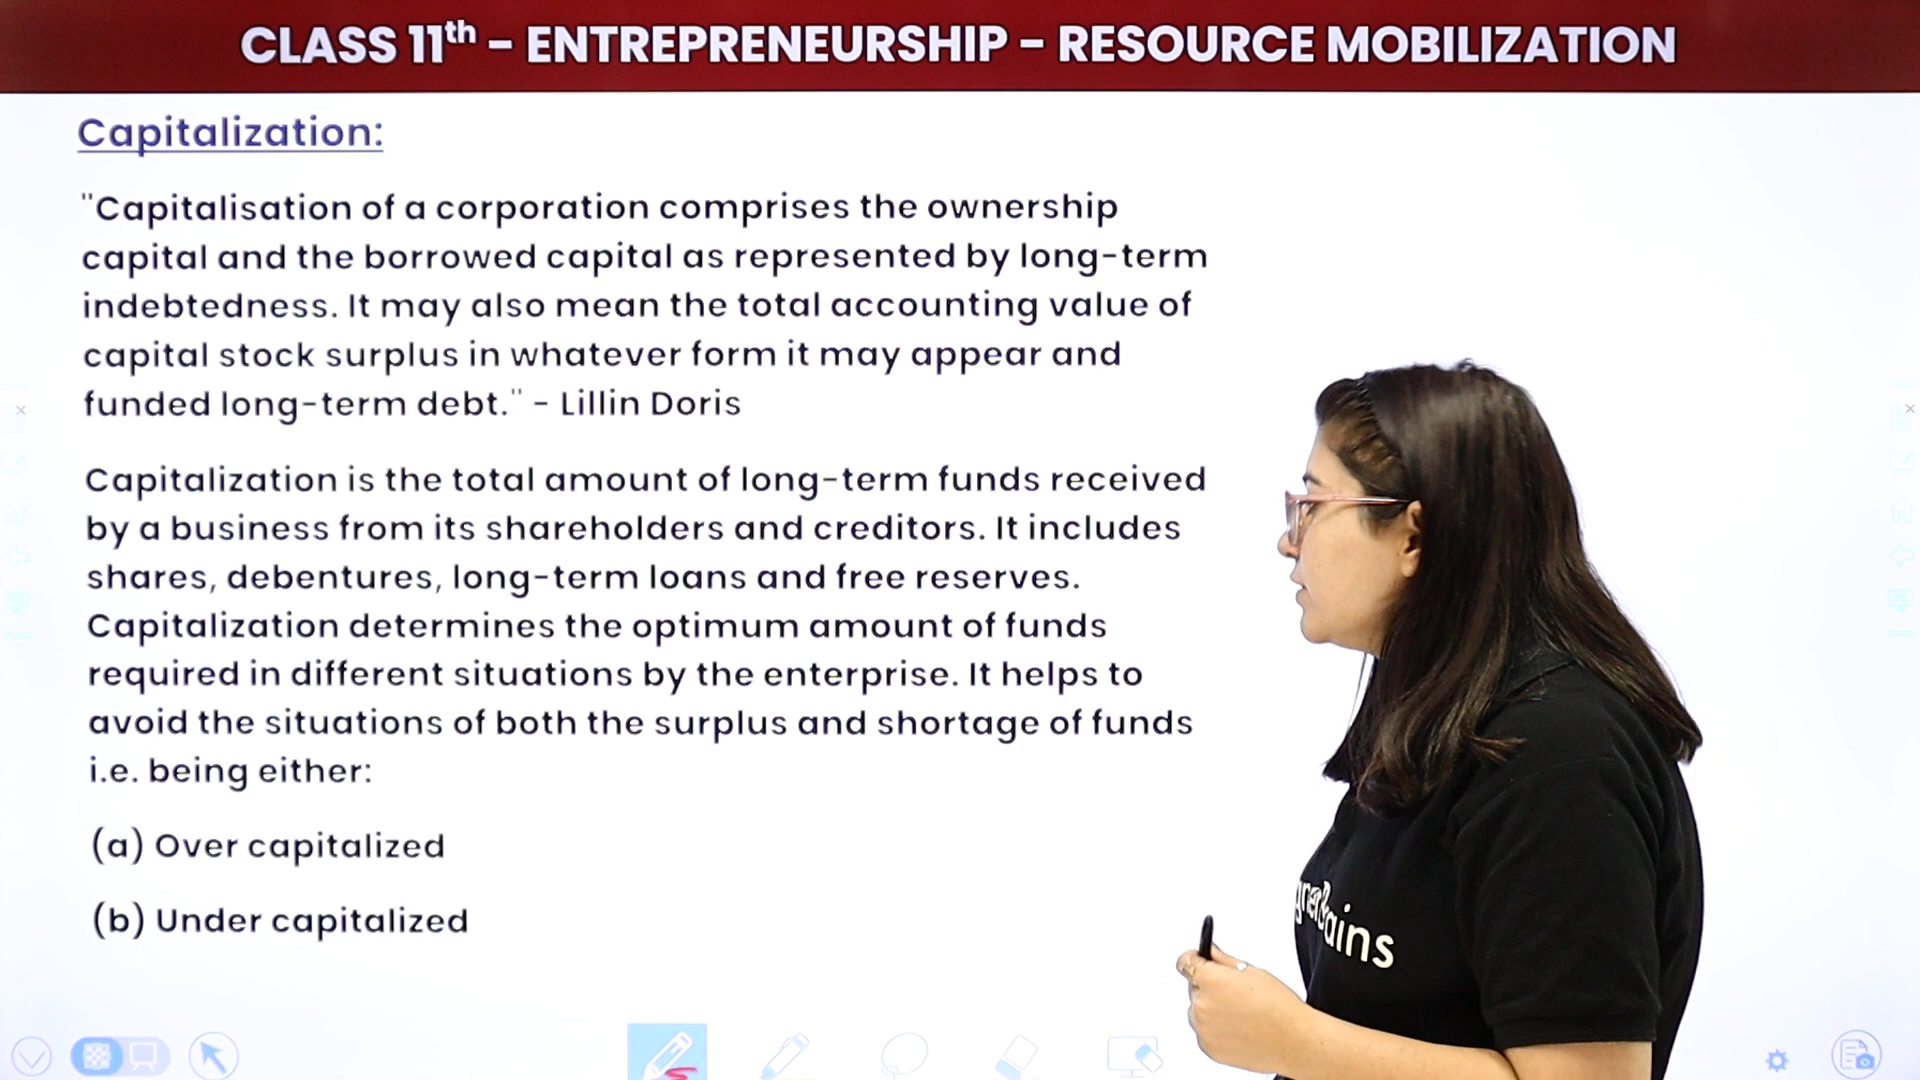 CLASS 11th - ENTREPRENEURSHIP - RESOURCE MOBILIZATION
Capitalization:
"Capitalisation of a corporation comprises the ownership
capital and the borrowed capital as represented by long-term
indebtedness. It may also mean the total accounting value of
capital stock surplus in whatever form it may appear and
funded long-term debt." - Lillin Doris
Capitalization is the total amount of long-term funds received
by a business from its shareholders and creditors. It includes
shares, debentures, long-term loans and free reserves.
Capitalization determines the optimum amount of funds
required in different situations by the enterprise. It helps to
avoid the situations of both the surplus and shortage of funds
i.e. being either:
(a) Over capitalized
(b) Under capitalized